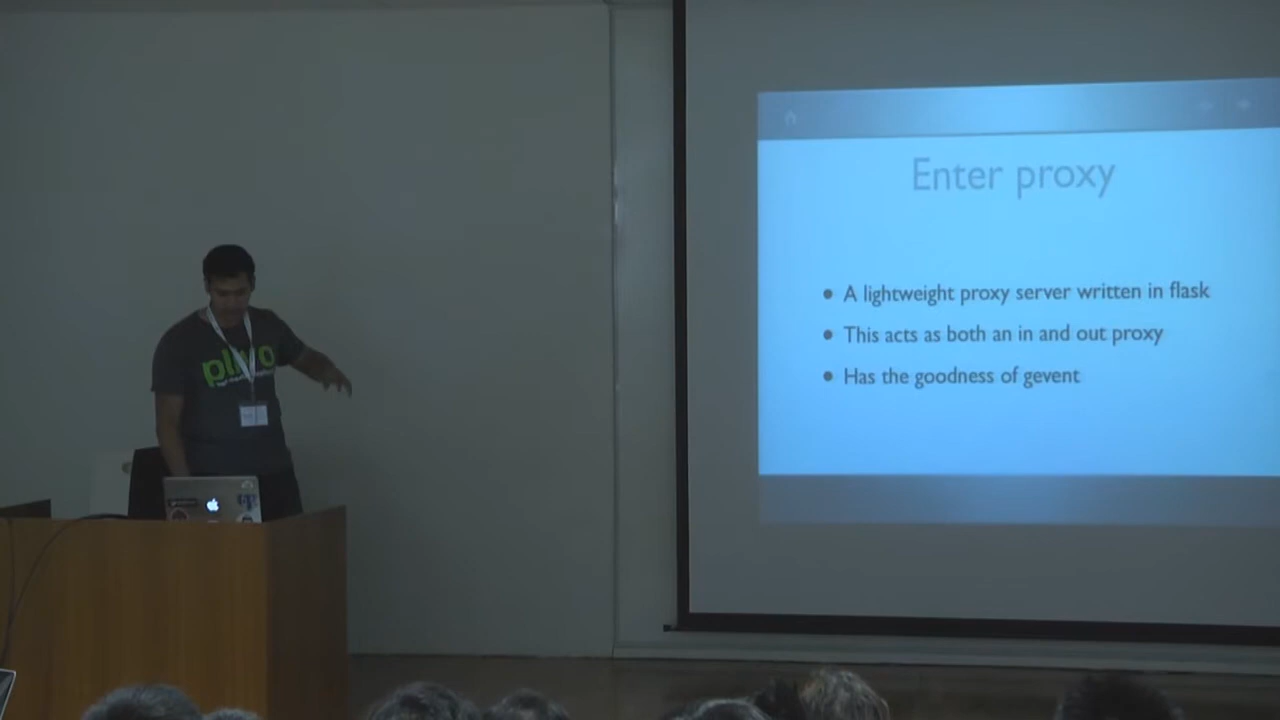 Enter proxy
A lightweight proxy server written in flask
This acts as both an in and out proxy
Has the goodness of gevent